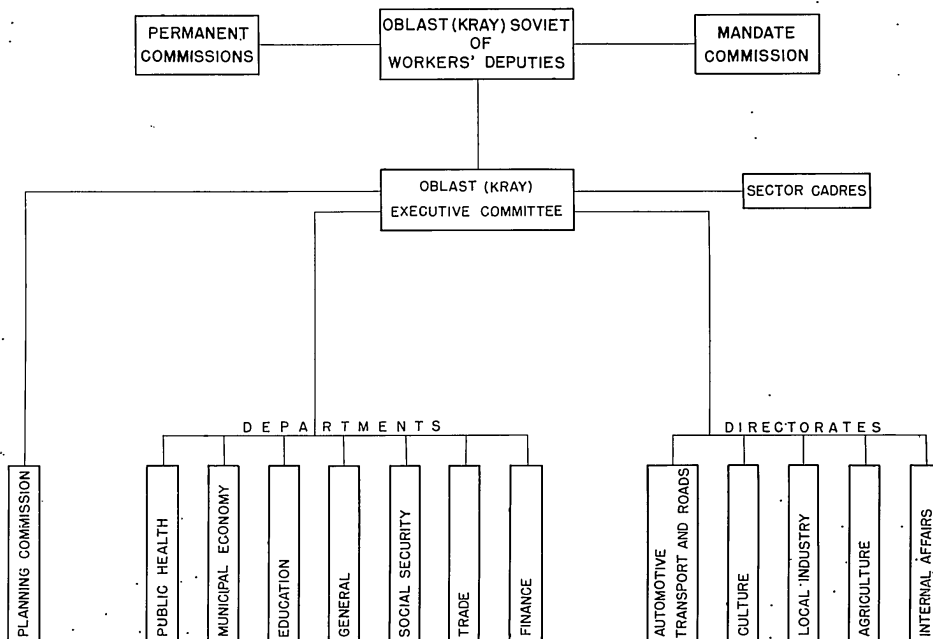 PERMANENT
COMMISSIONS
OBLAST (KRAY) SOVIET
OF
WORKERS' DEPUTIES
MANDATE
COMMISSION
OBLAST (KRAY)
EXECUTIVE COMMITTEE
SECTOR CADRES
DEPARTMENTS
DIRECTORATES
PLANNING COMMISSION
PUBLIC HEALTH
MUNICIPAL ECONOMY
EDUCATION
GENERAL
SOCIAL SECURITY
TRADE
FINANCE
AUTOMOTIVE
TRANSPORT AND ROADS
CULTURE
LOCAL INDUSTRY
AGRICULTURE
INTERNAL AFFAIRS